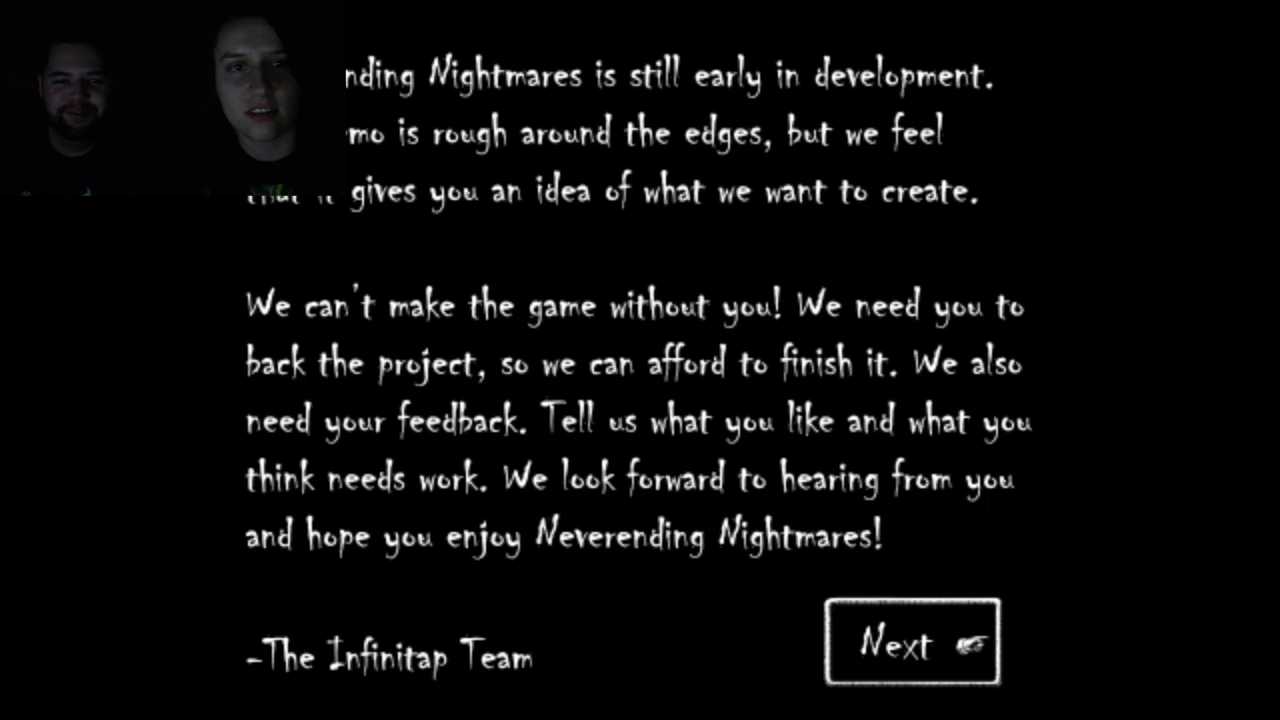 nding Nightmares is still early in development.
mo is rough around the edges, but we feel
that it gives you an idea of what we want to create.
We can't make the game without you! We need you to
back the project, so we can afford to finish it. We also
need your feedback. Tell us what you like and what you
think needs work. We look forward to hearing from you
and hope you enjoy Neverending Nightmares!
-The Infinitap Team
Next